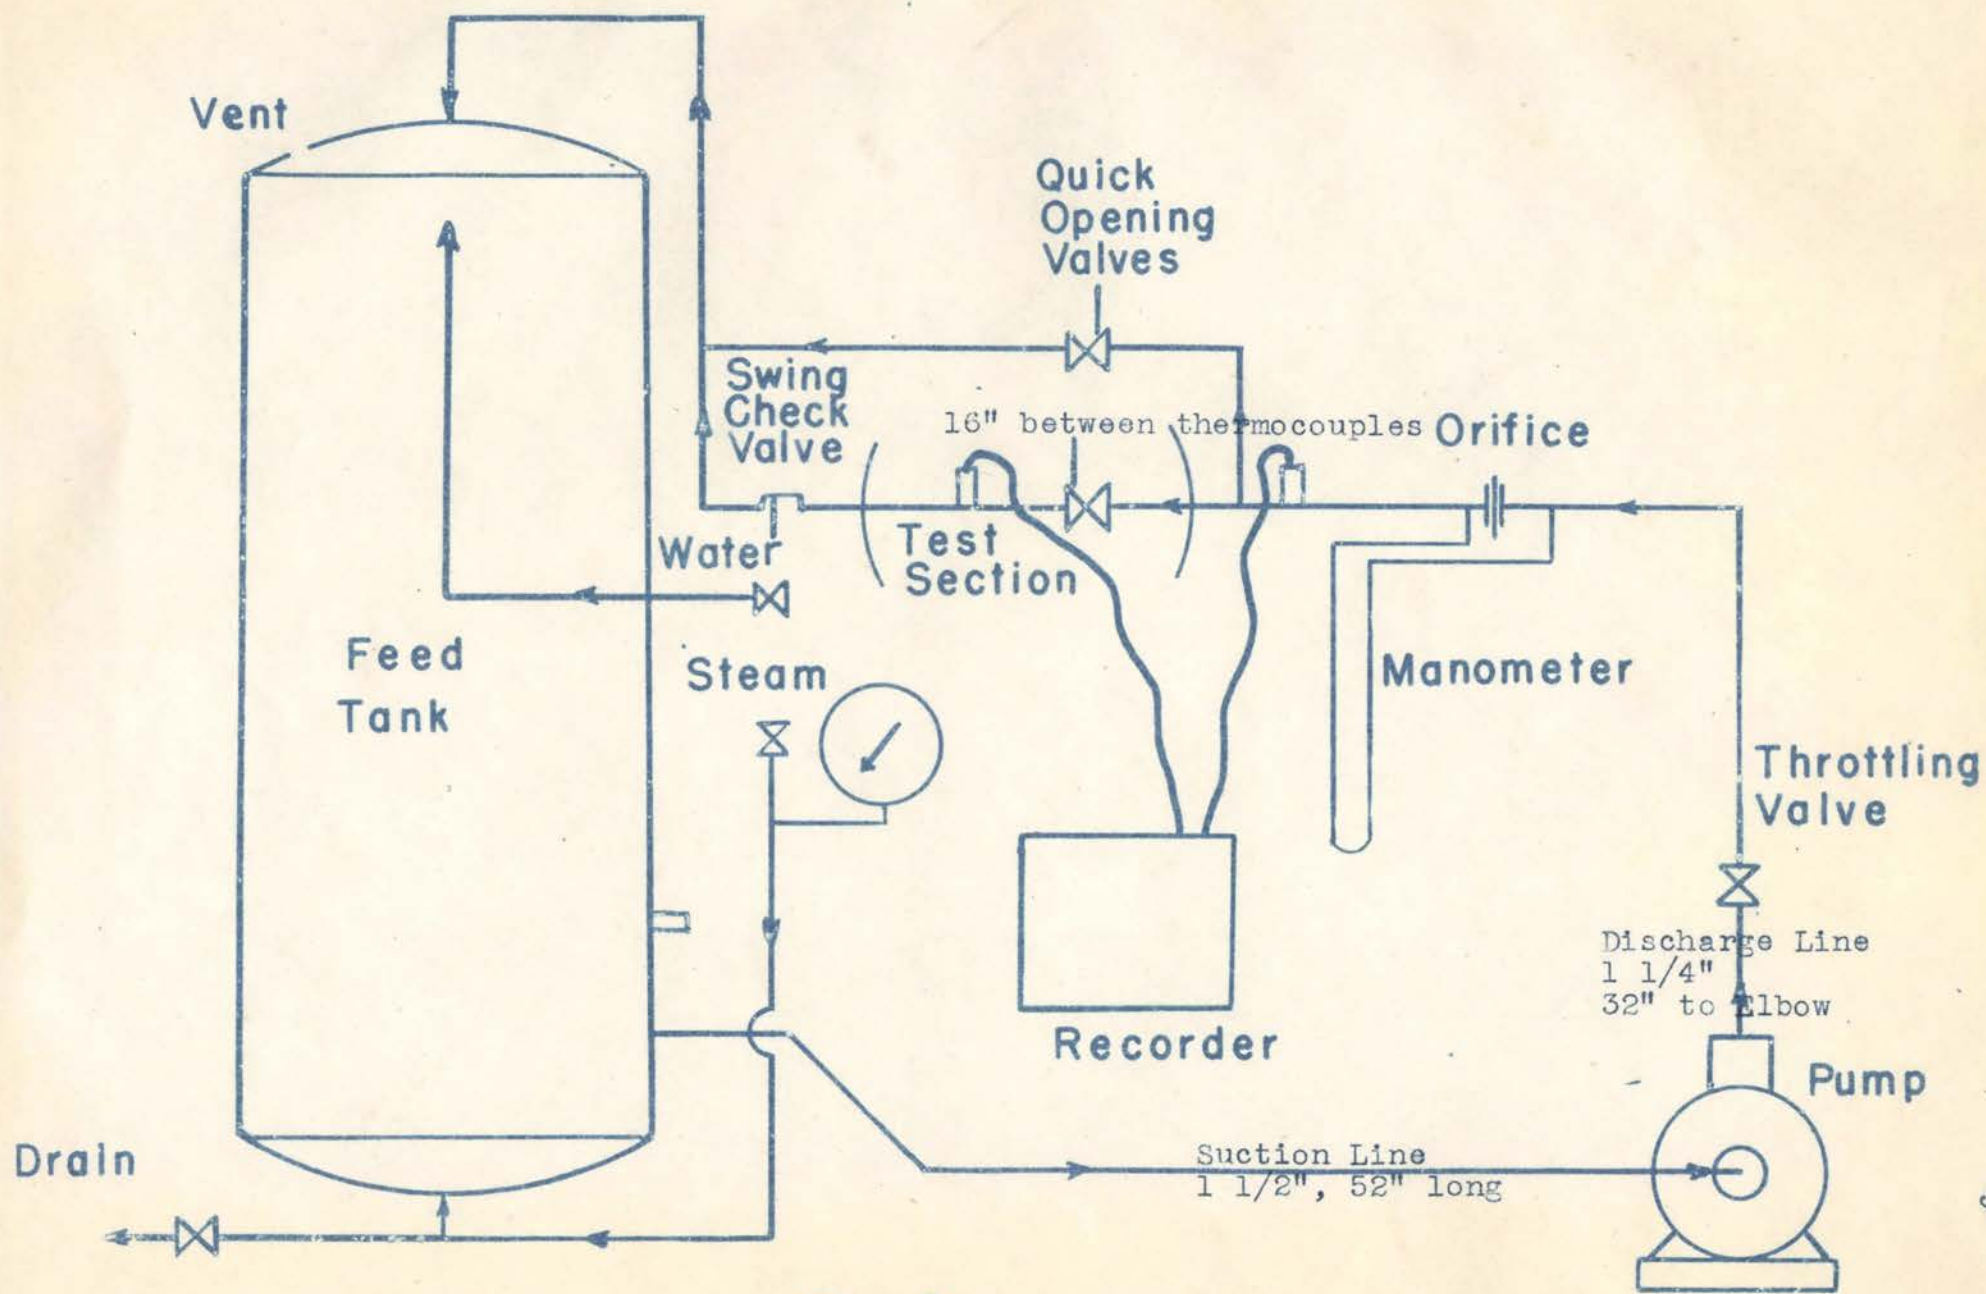 Vent
Quick
Opening
Valves
Swing
Check
Valve
16" between thermocouples
Orifice
Water
Test
Section
Feed
Tank
Steam
Manometer
Throttling
Valve
Discharge Line
1 1/4"
32" to Elbow
Recorder
Pump
Drain
Suction Line
1 1/2", 52" long